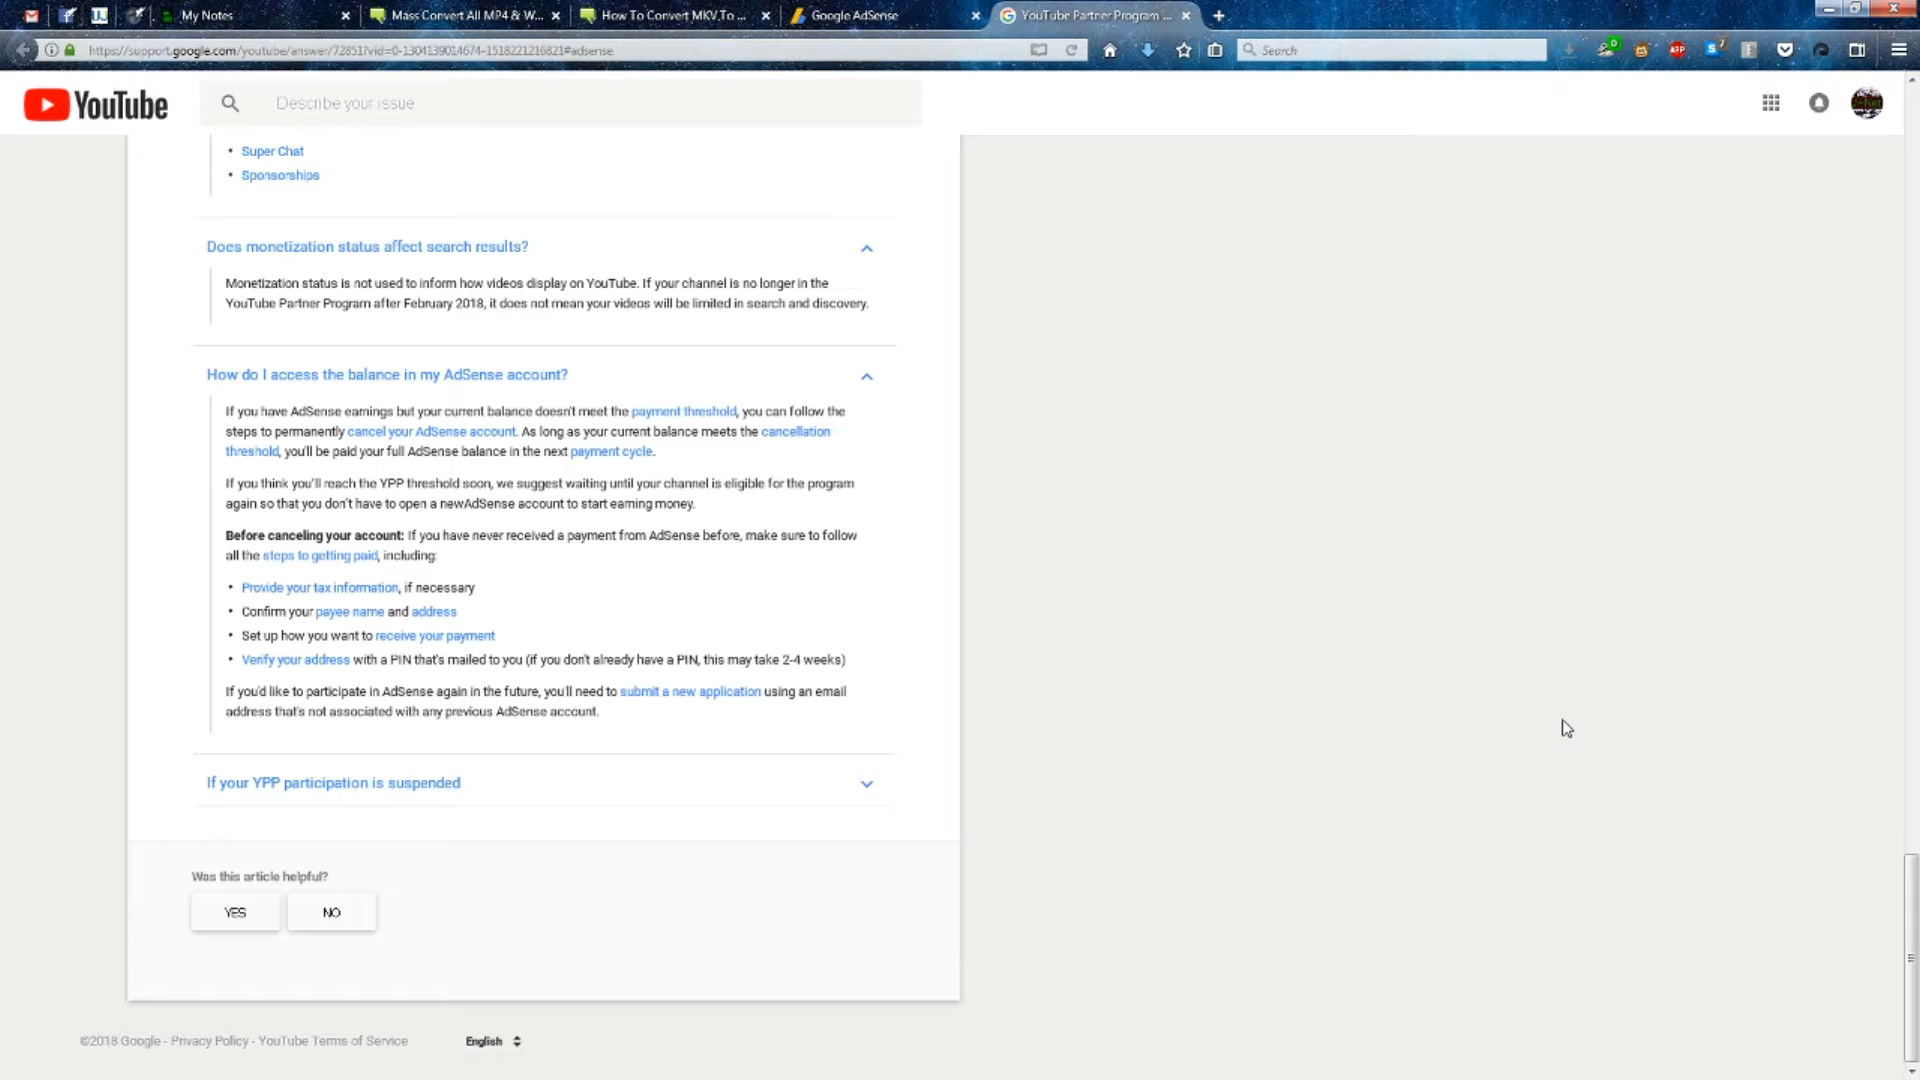 My Notes
Mass Convert All MP4 & W...
How To Convert MKV To ...
Google AdSense
YouTube Partner Program ...
https://support.google.com/youtube/answer/72851?vid=0-1304139014674-1518221216821#adsense
Search
YouTube
Describe your issue
• Super Chat
• Sponsorships
Does monetization status affect search results?
Monetization status is not used to inform how videos display on YouTube. If your channel is no longer in the
YouTube Partner Program after February 2018, it does not mean your videos will be limited in search and discovery.
How do I access the balance in my AdSense account?
If you have AdSense earnings but your current balance doesn't meet the payment threshold, you can follow the
steps to permanently cancel your AdSense account. As long as your current balance meets the cancellation
threshold, you'll be paid your full AdSense balance in the next payment cycle.
If you think you'll reach the YPP threshold soon, we suggest waiting until your channel is eligible for the program
again so that you don't have to open a newAdSense account to start earning money.
Before canceling your account: If you have never received a payment from AdSense before, make sure to follow
all the steps to getting paid, including:
• Provide your tax information, if necessary
• Confirm your payee name and address
• Set up how you want to receive your payment
• Verify your address with a PIN that's mailed to you (if you don't already have a PIN, this may take 2-4 weeks)
If you'd like to participate in AdSense again in the future, you'll need to submit a new application using an email
address that's not associated with any previous AdSense account.
If your YPP participation is suspended
Was this article helpful?
YES
NO
©2018 Google - Privacy Policy - YouTube Terms of Service
English